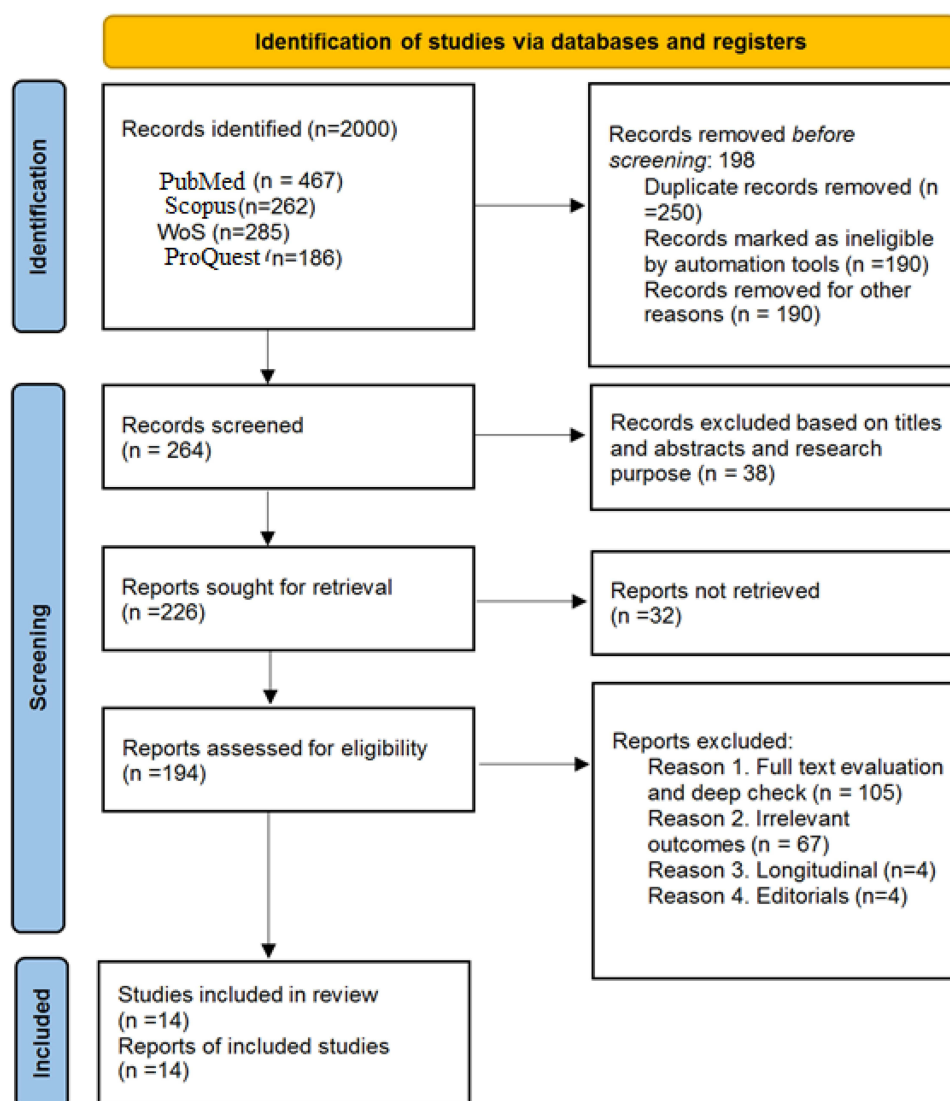 Identification of studies via databases and registers
Identification
Records identified (n=2000)
PubMed (n = 467)
Scopus(n=262)
WoS (n=285)
ProQuest (n=186)
Records removed before
screening: 198
Duplicate records removed (n
=250)
Records marked as ineligible
by automation tools (n =190)
Records removed for other
reasons (n = 190)
Screening
Records screened
(n = 264)
Records excluded based on titles
and abstracts and research
purpose (n = 38)
Reports sought for retrieval
(n =226)
Reports not retrieved
(n =32)
Reports assessed for eligibility
(n =194)
Reports excluded:
Reason 1. Full text evaluation
and deep check (n = 105)
Reason 2. Irrelevant
outcomes (n = 67)
Reason 3. Longitudinal (n=4)
Reason 4. Editorials (n=4)
Included
Studies included in review
(n =14)
Reports of included studies
(n =14)